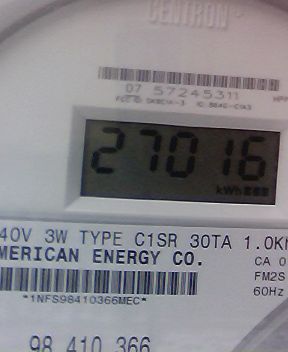 CENTRON
07 57245311
27016
kWh
40V 3W TYPE C1SR 30TA 1.0K
MERICAN ENERGY CO.
CA 0
FM2S
60Hz
*1NFS98410366MEC*
98 410 366